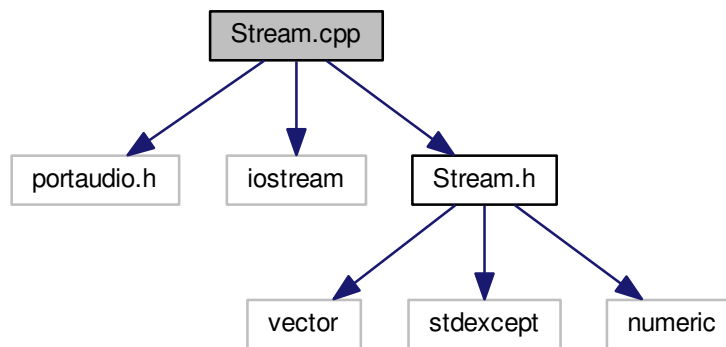 Stream.cpp
portaudio.h
iostream
Stream.h
vector
stdexcept
numeric